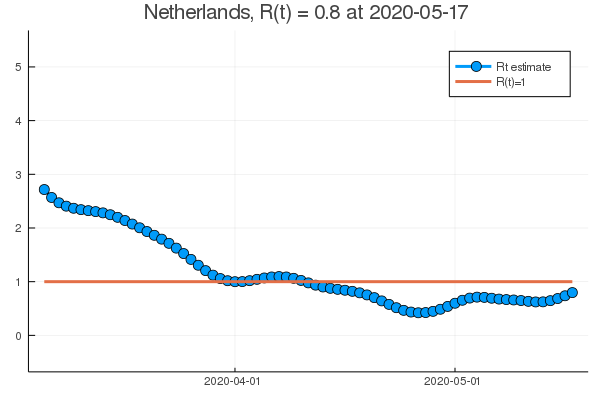 Netherlands, R(t) = 0.8 at 2020-05-17
5
Rt estimate
R(t)=1
4
3
2
1
0
2020-04-01
2020-05-01